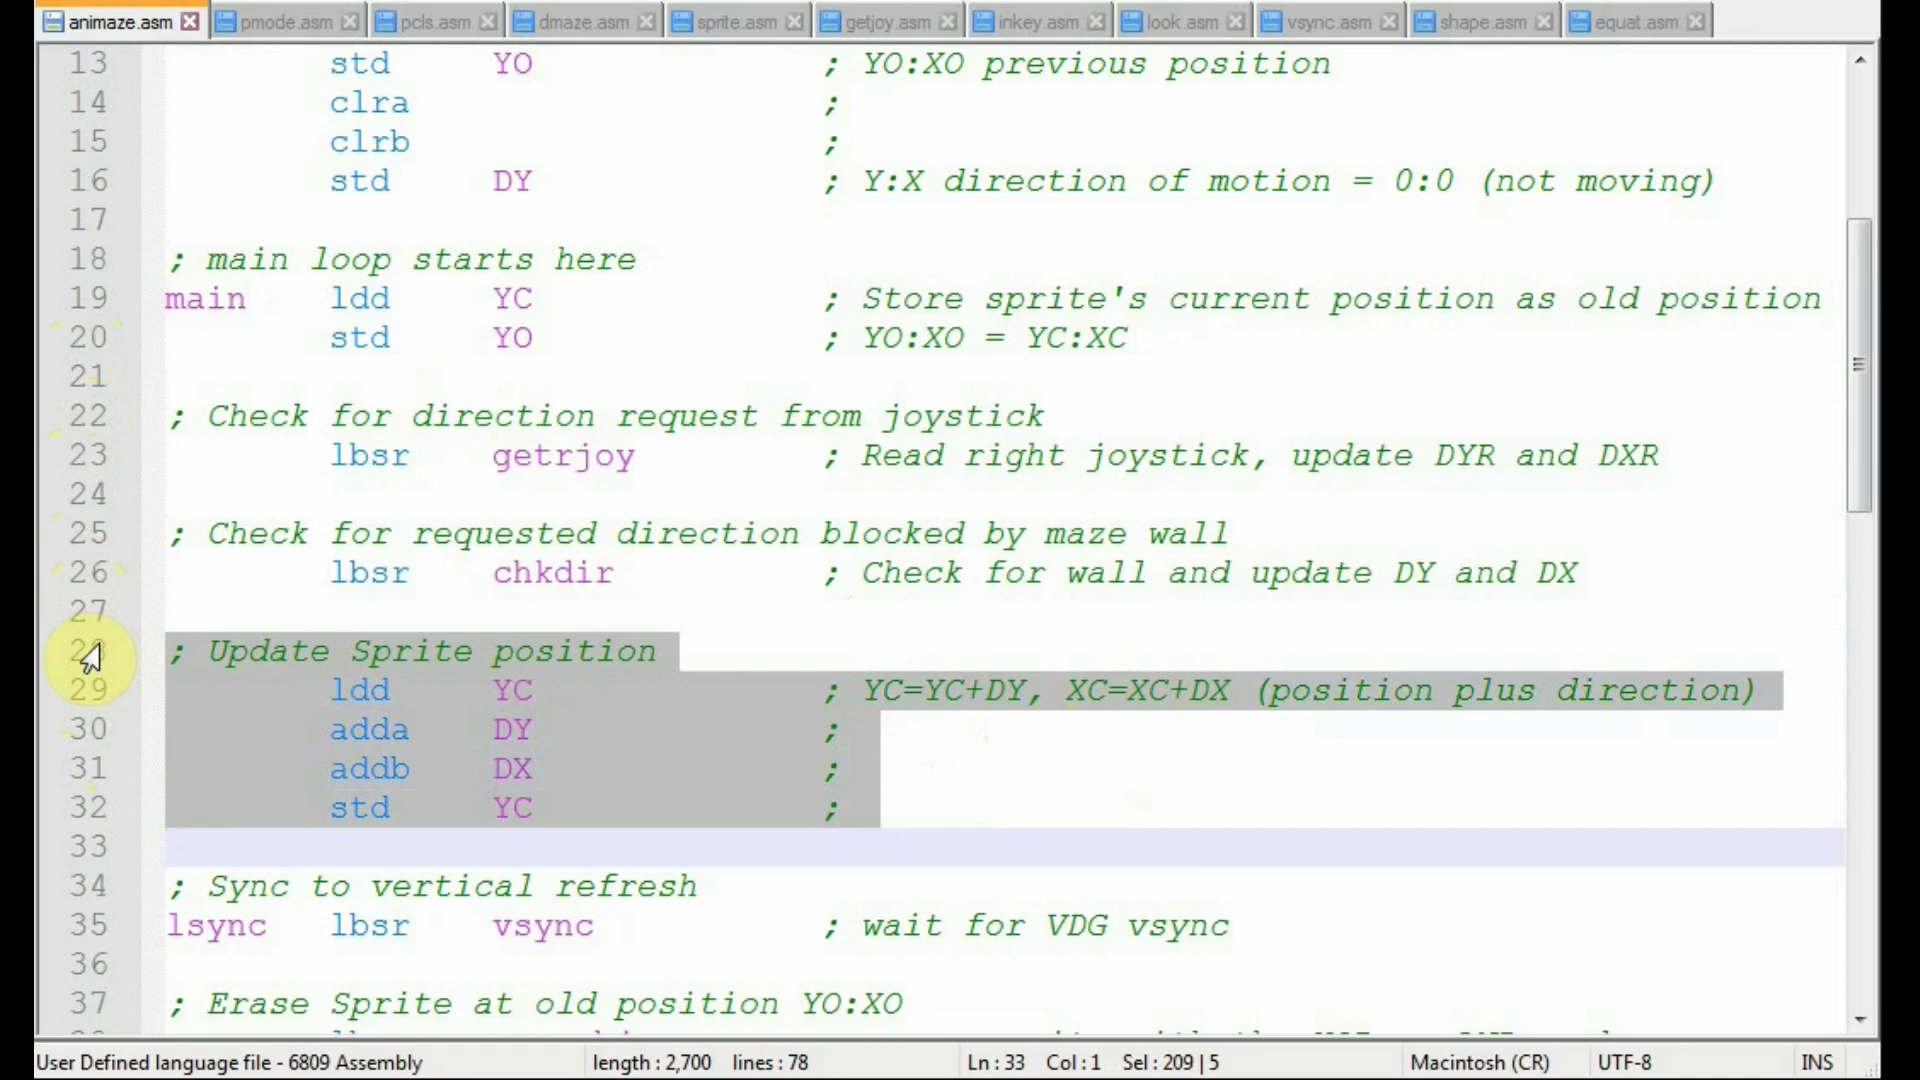 animaze.asm pmode.asm pcls.asm dmaze.asm sprite.asm getjoy.asm inkey.asm look.asm vsync.asm shape.asm equat.asm
13 std YO ; YO:XO previous position
14 clra ;
15 clrb ;
16 std DY ; Y:X direction of motion = 0:0 (not moving)
17
18 ; main loop starts here
19 main ldd YC ; Store sprite's current position as old position
20 std YO ; YO:XO = YC:XC
21
22 ; Check for direction request from joystick
23 lbsr getrjoy ; Read right joystick, update DYR and DXR
24
25 ; Check for requested direction blocked by maze wall
26 lbsr chkdir ; Check for wall and update DY and DX
27
28 ; Update Sprite position
29 ldd YC ; YC=YC+DY, XC=XC+DX (position plus direction)
30 adda DY ;
31 addb DX ;
32 std YC ;
33
34 ; Sync to vertical refresh
35 lsync lbsr vsync ; wait for VDG vsync
36
37 ; Erase Sprite at old position YO:XO
User Defined language file - 6809 Assembly length : 2,700 lines : 78 Ln : 33 Col : 1 Sel : 209 | 5 Macintosh (CR) UTF-8 INS